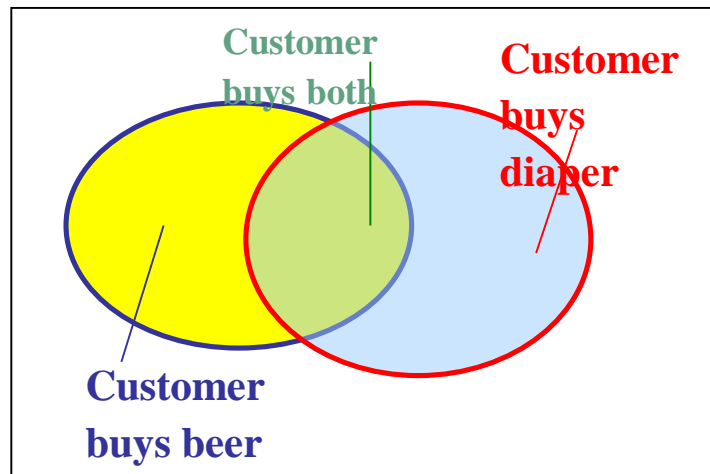 Customer
buys both
Customer
buys
diaper
Customer
buys beer